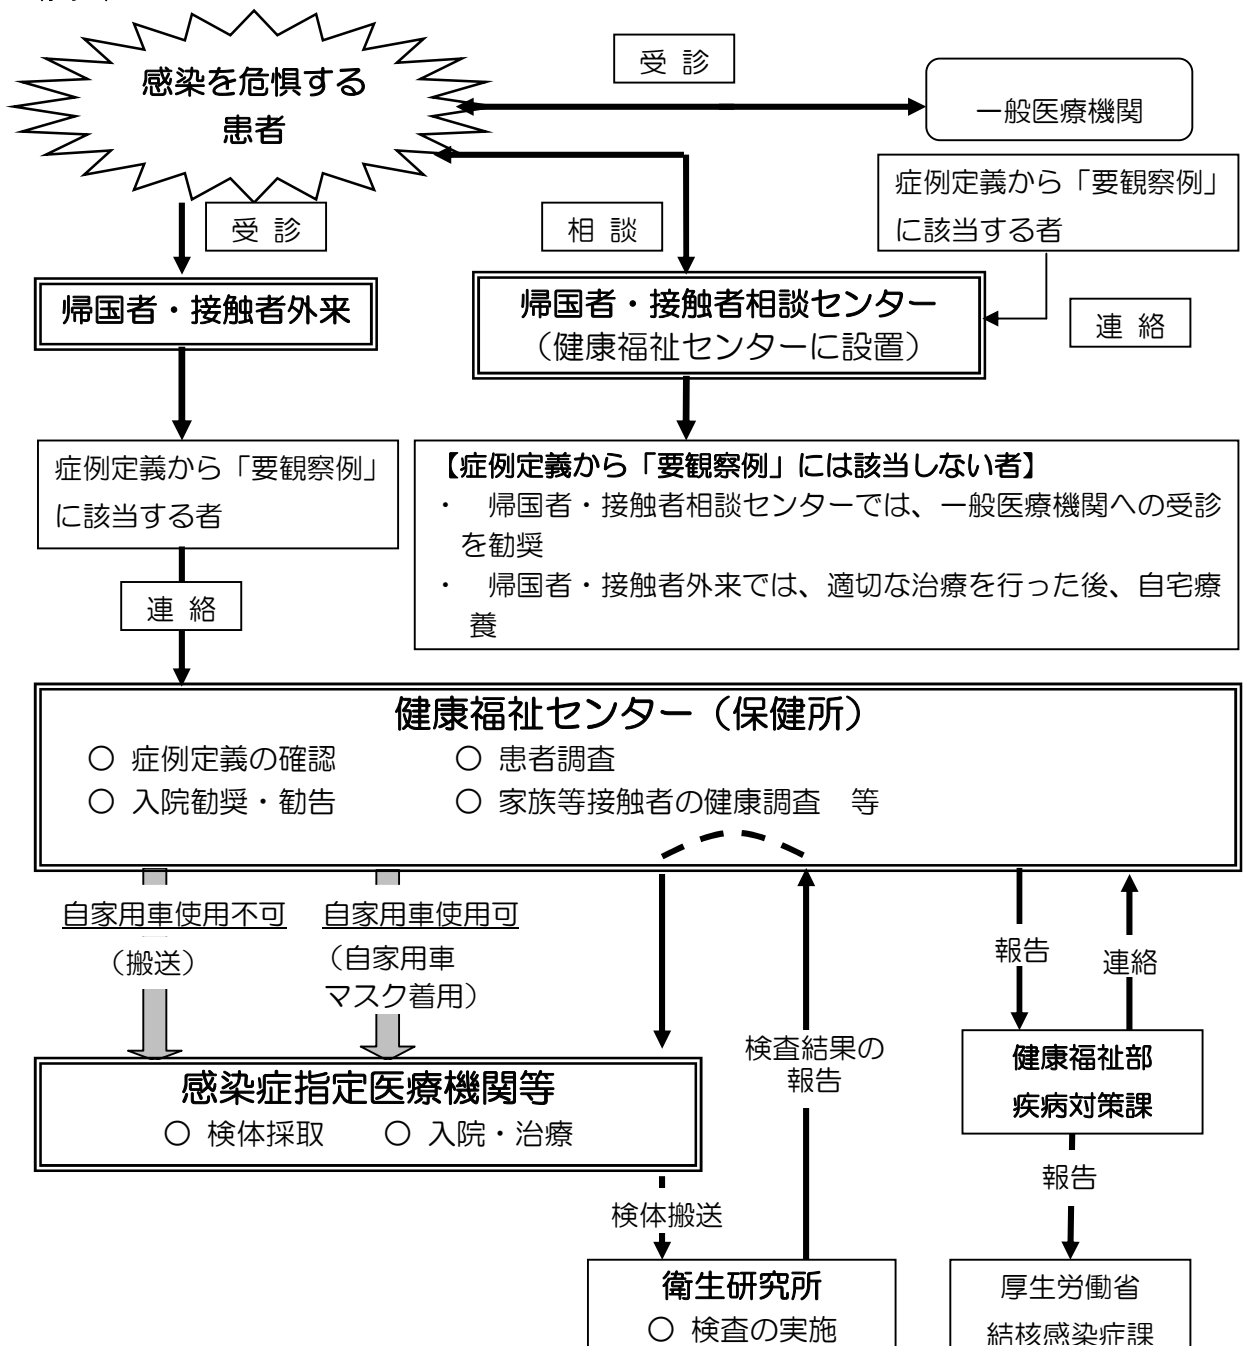 感染を危惧する
患者
受 診
一般医療機関
症例定義から「要観察例」
に該当する者
受 診
相 談
帰国者・接触者外来
帰国者・接触者相談センター
（健康福祉センターに設置）
連 絡
症例定義から「要観察例」
に該当する者
【症例定義から「要観察例」には該当しない者】
・ 帰国者・接触者相談センターでは、一般医療機関への受診
を勧奨
・ 帰国者・接触者外来では、適切な治療を行った後、自宅療
養
連 絡
健康福祉センター（保健所）
○ 症例定義の確認 ○ 患者調査
○ 入院勧奨・勧告 ○ 家族等接触者の健康調査 等
自家用車使用不可
（搬送）
自家用車使用可
（自家用車
マスク着用）
報告
連絡
検査結果の
報告
健康福祉部
疾病対策課
感染症指定医療機関等
○ 検体採取 ○ 入院・治療
報告
検体搬送
衛生研究所
○ 検査の実施
厚生労働省
結核感染症課